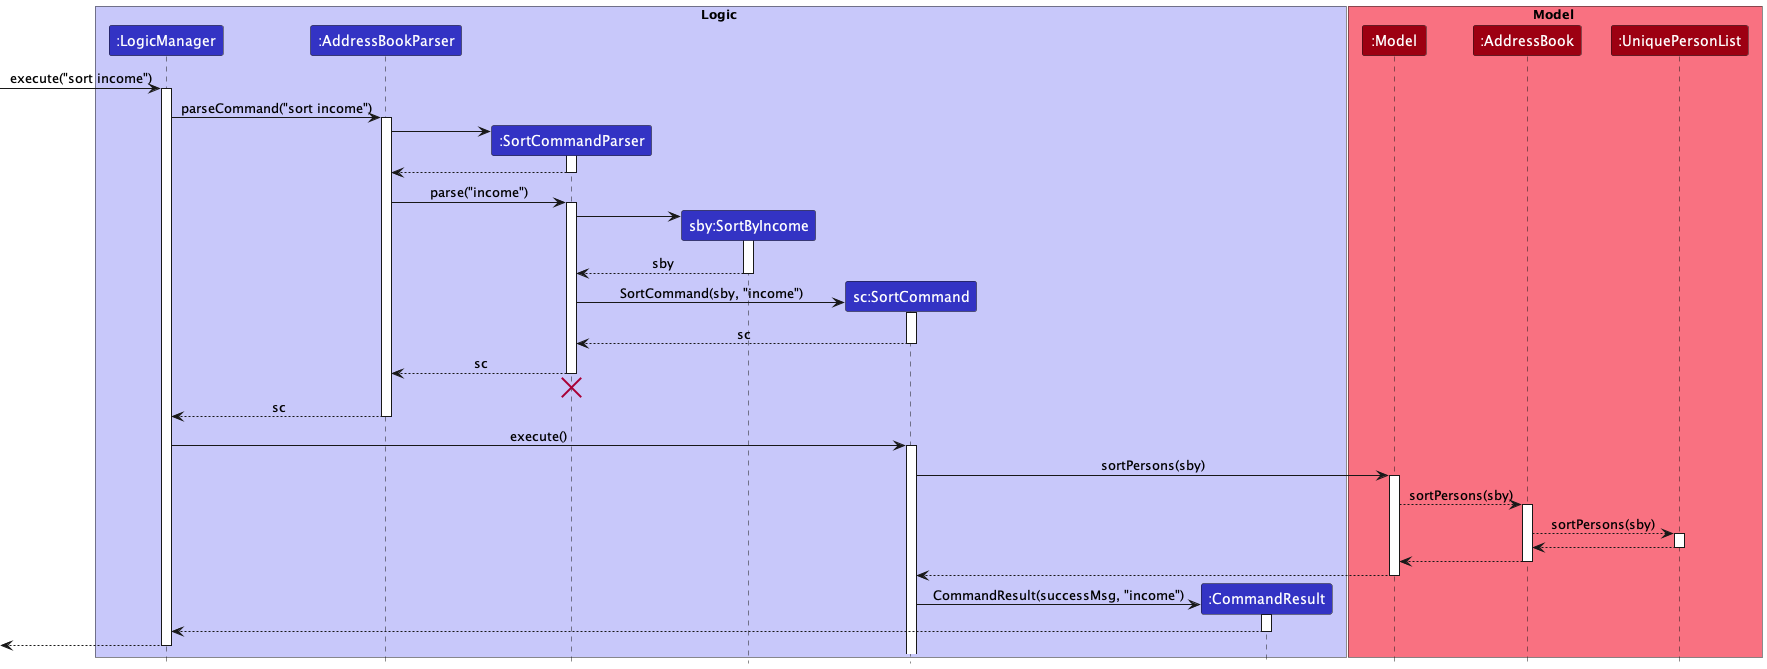 Logic
Model
:LogicManager
:AddressBookParser
:Model
:AddressBook
:UniquePersonList
execute("sort income")
parseCommand("sort income")
:SortCommandParser
parse("income")
sby:SortByIncome
sby
SortCommand(sby, "income")
sc:SortCommand
sc
sc
sc
execute()
sortPersons(sby)
sortPersons(sby)
sortPersons(sby)
CommandResult(successMsg, "income")
:CommandResult